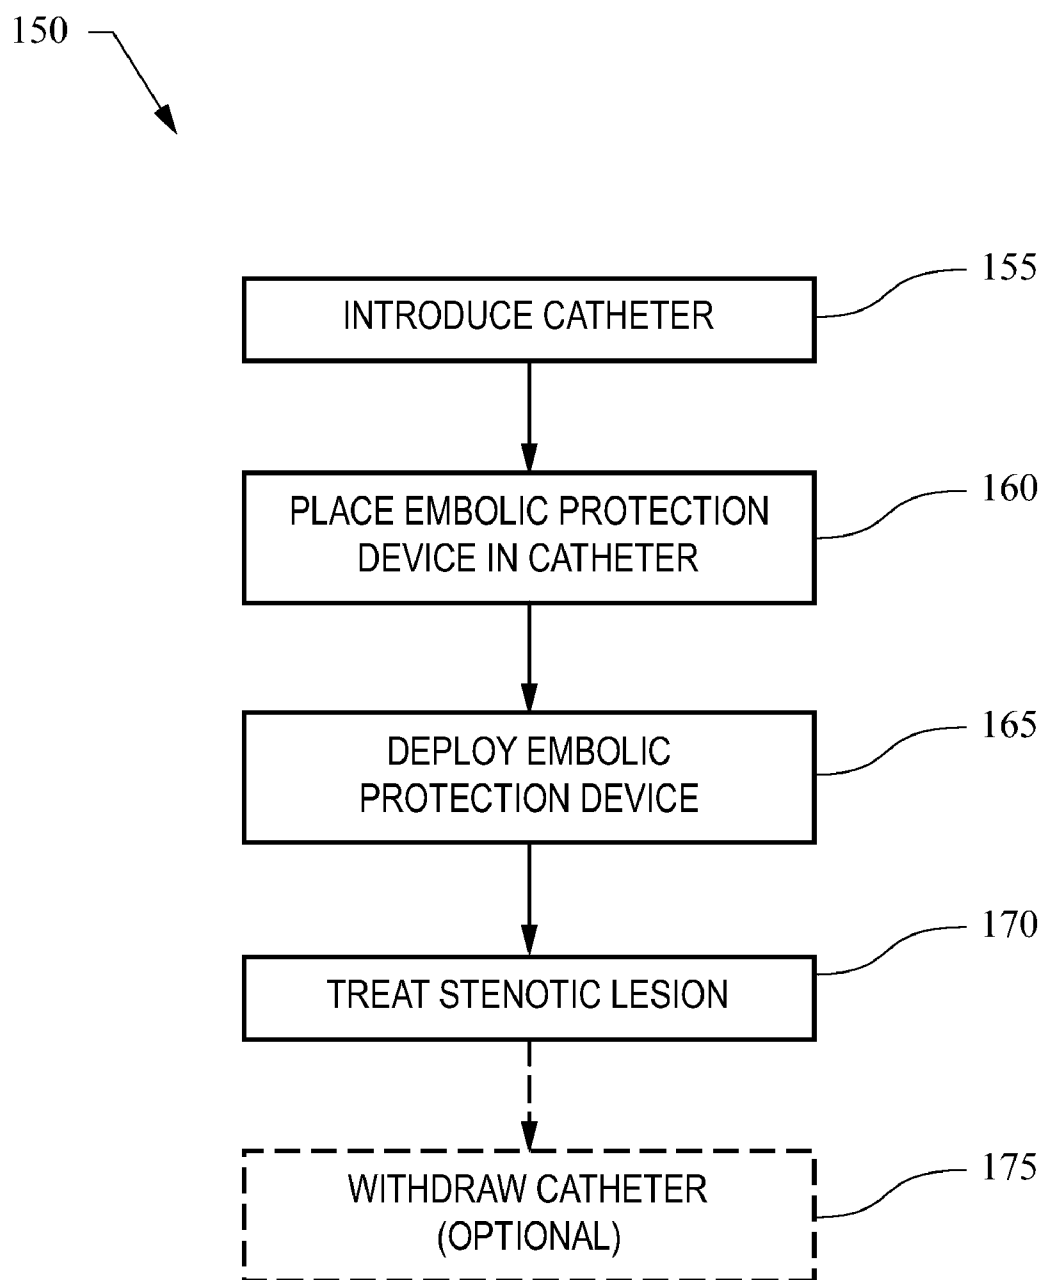 150
155
INTRODUCE CATHETER
160
PLACE EMBOLIC PROTECTION
DEVICE IN CATHETER
165
DEPLOY EMBOLIC
PROTECTION DEVICE
170
TREAT STENOTIC LESION
175
WITHDRAW CATHETER
(OPTIONAL)